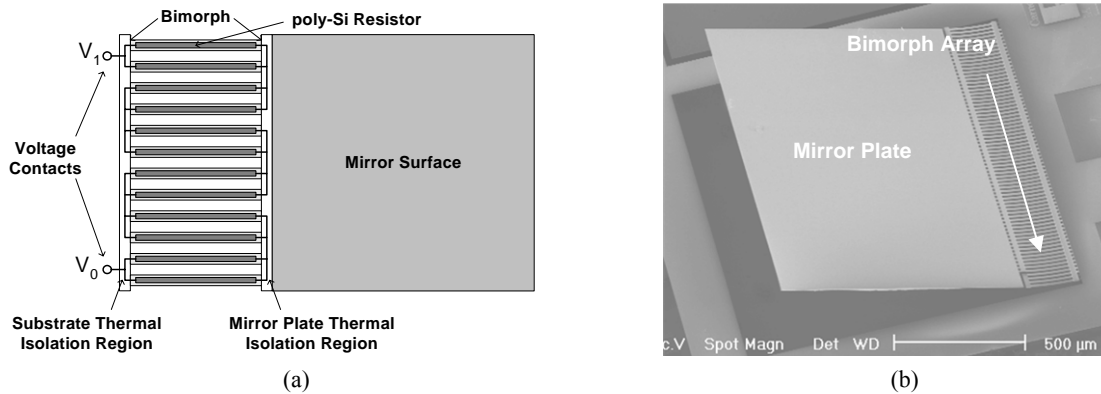 Bimorph
poly-Si Resistor
V1
Voltage
Contacts
Mirror Surface
V0
Substrate Thermal
Isolation Region
Mirror Plate Thermal
Isolation Region
(a)
Bimorph Array
Mirror Plate
c.V Spot Magn Det WD 500 µm
(b)